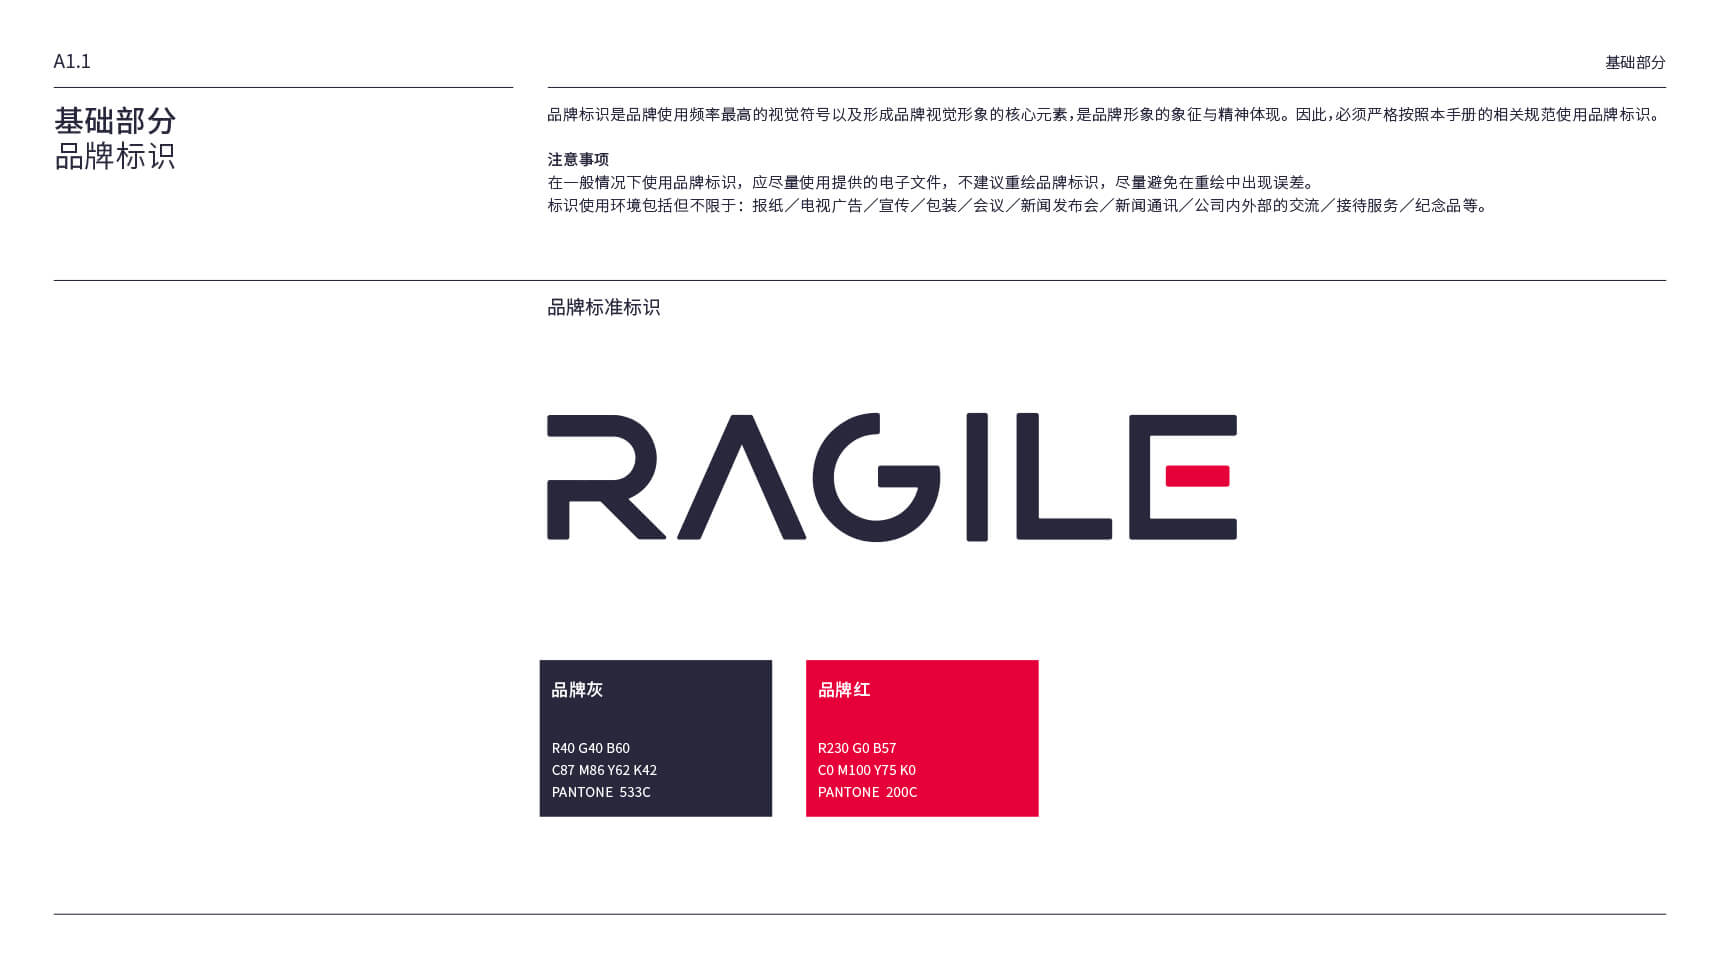 A1.1
基础部分
基础部分
品牌标识
品牌标识是品牌使用频率最高的视觉符号以及形成品牌视觉形象的核心元素，是品牌形象的象征与精神体现。因此，必须严格按照本手册的相关规范使用品牌标识。
注意事项
在一般情况下使用品牌标识，应尽量使用提供的电子文件，不建议重绘品牌标识，尽量避免在重绘中出现误差。
标识使用环境包括但不限于：报纸／电视广告／宣传／包装／会议／新闻发布会／新闻通讯／公司内外部的交流／接待服务／纪念品等。
品牌标准标识
RAGILE
品牌灰
R40 G40 B60
C87 M86 Y62 K42
PANTONE 533C
品牌红
R230 G0 B57
C0 M100 Y75 K0
PANTONE 200C